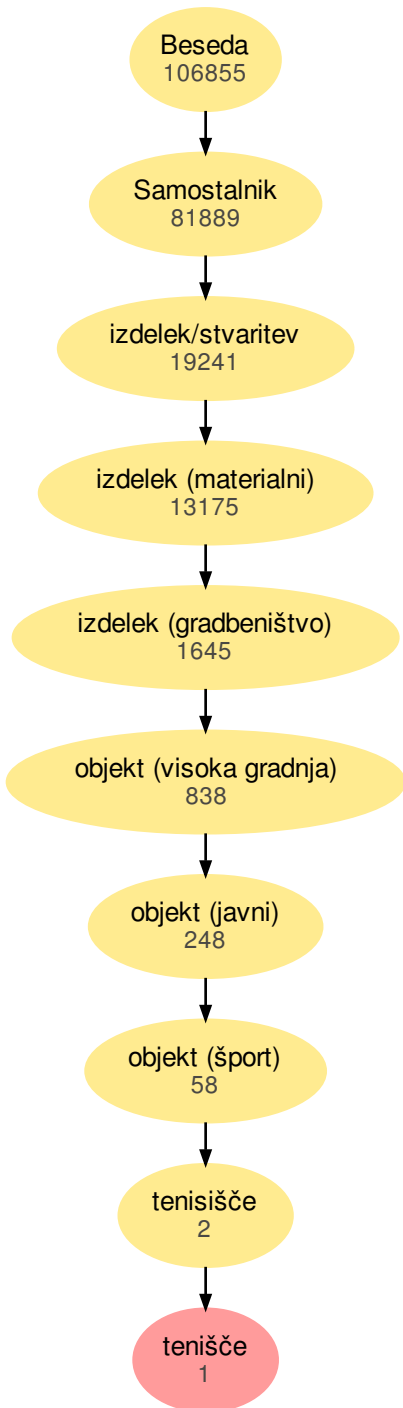 Beseda
106855
Samostalnik
81889
izdelek/stvaritev
19241
izdelek (materialni)
13175
izdelek (gradbeništvo)
1645
objekt (visoka gradnja)
838
objekt (javni)
248
objekt (šport)
58
tenisišče
2
tenišče
1